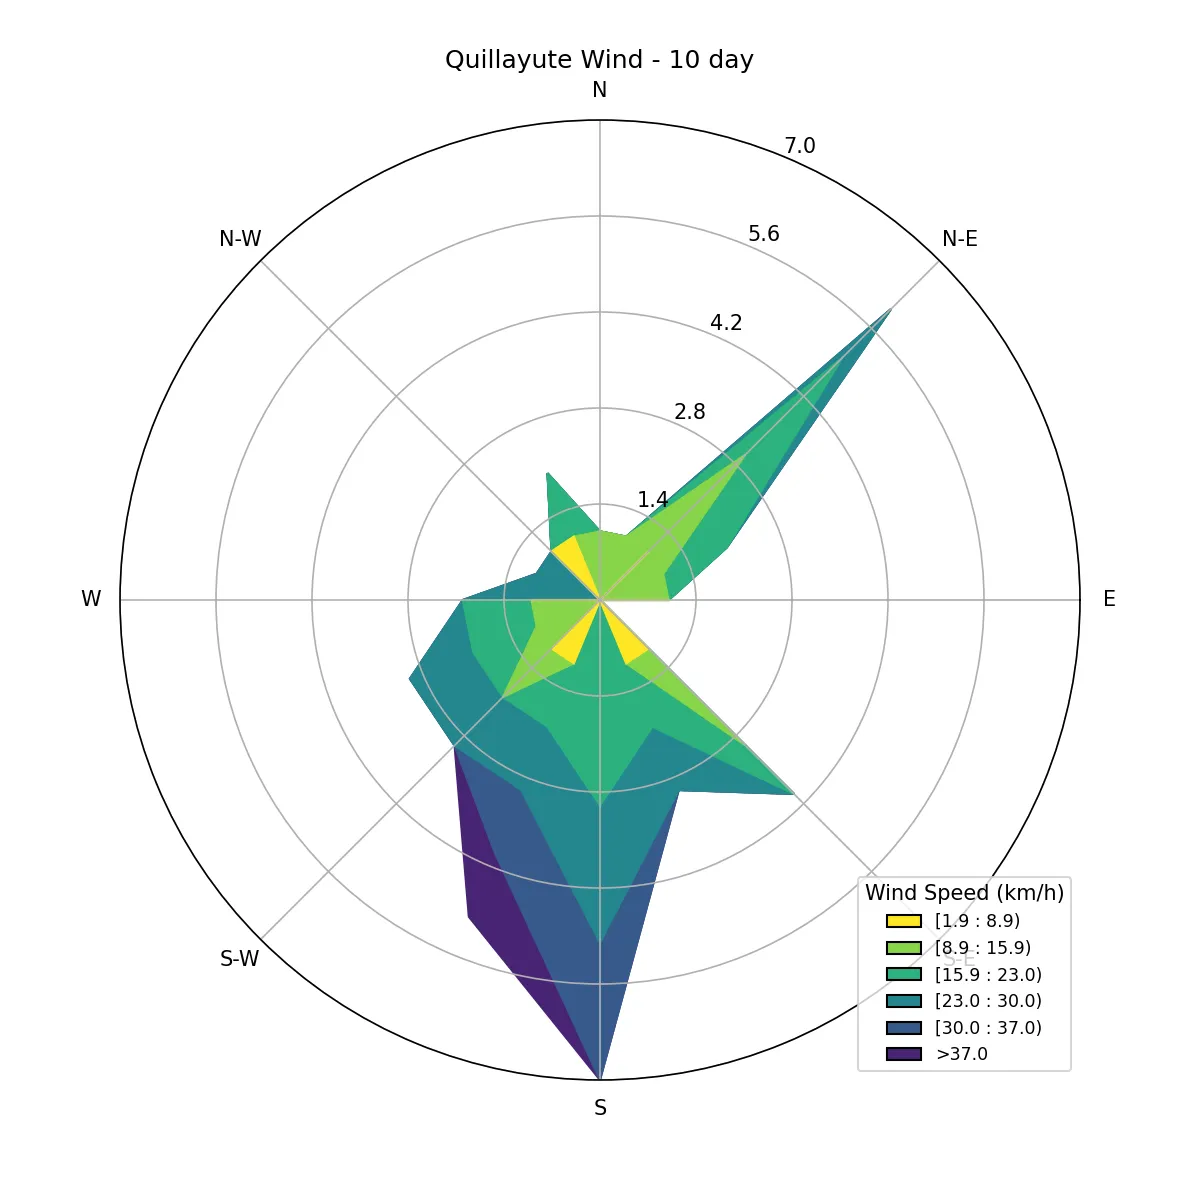 Quillayute Wind - 10 day
N
7.0
N-W
5.6
N-E
4.2
2.8
1.4
W
E
Wind Speed (km/h)
[1.9 : 8.9)
[8.9 : 15.9)
S-W
S-E
[15.9 : 23.0)
[23.0 : 30.0)
[30.0 : 37.0)
>37.0
S